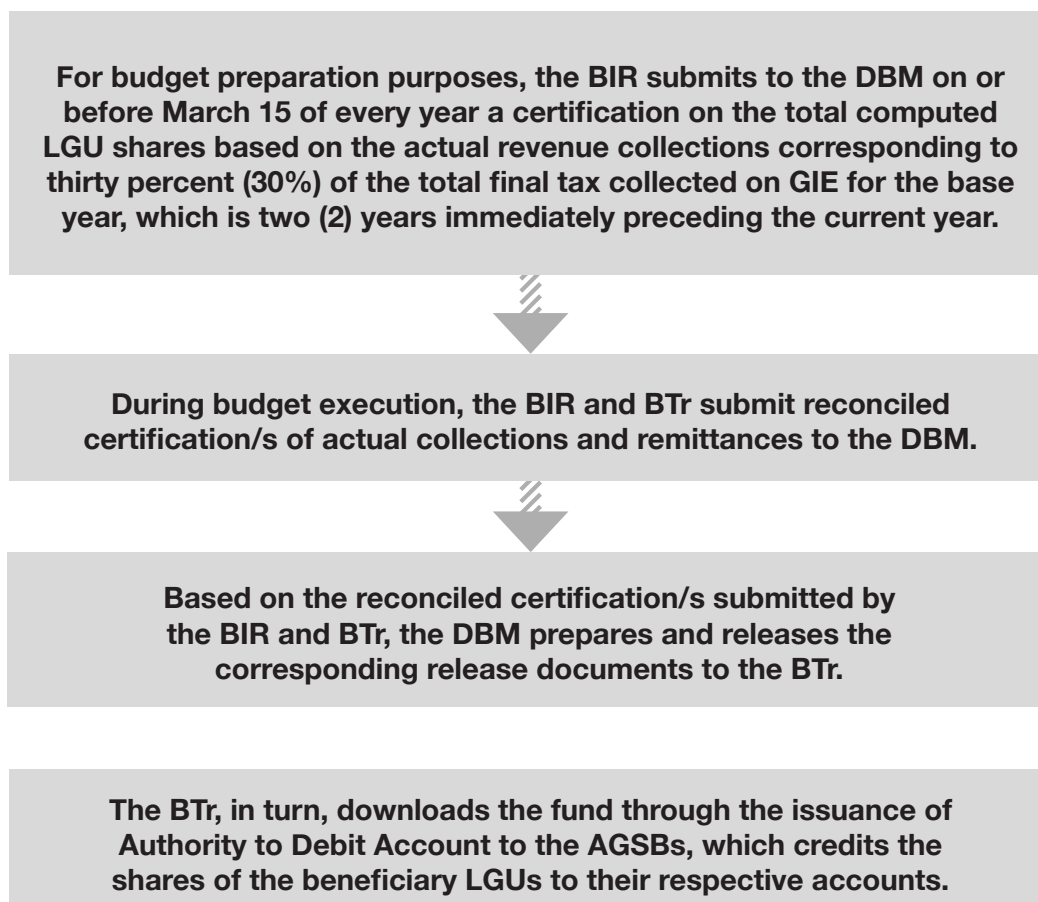 For budget preparation purposes, the BIR submits to the DBM on or
before March 15 of every year a certification on the total computed
LGU shares based on the actual revenue collections corresponding to
thirty percent (30%) of the total final tax collected on GIE for the base
year, which is two (2) years immediately preceding the current year.
During budget execution, the BIR and BTr submit reconciled
certification/s of actual collections and remittances to the DBM.
Based on the reconciled certification/s submitted by
the BIR and BTr, the DBM prepares and releases the
corresponding release documents to the BTr.
The BTr, in turn, downloads the fund through the issuance of
Authority to Debit Account to the AGSBs, which credits the
shares of the beneficiary LGUs to their respective accounts.